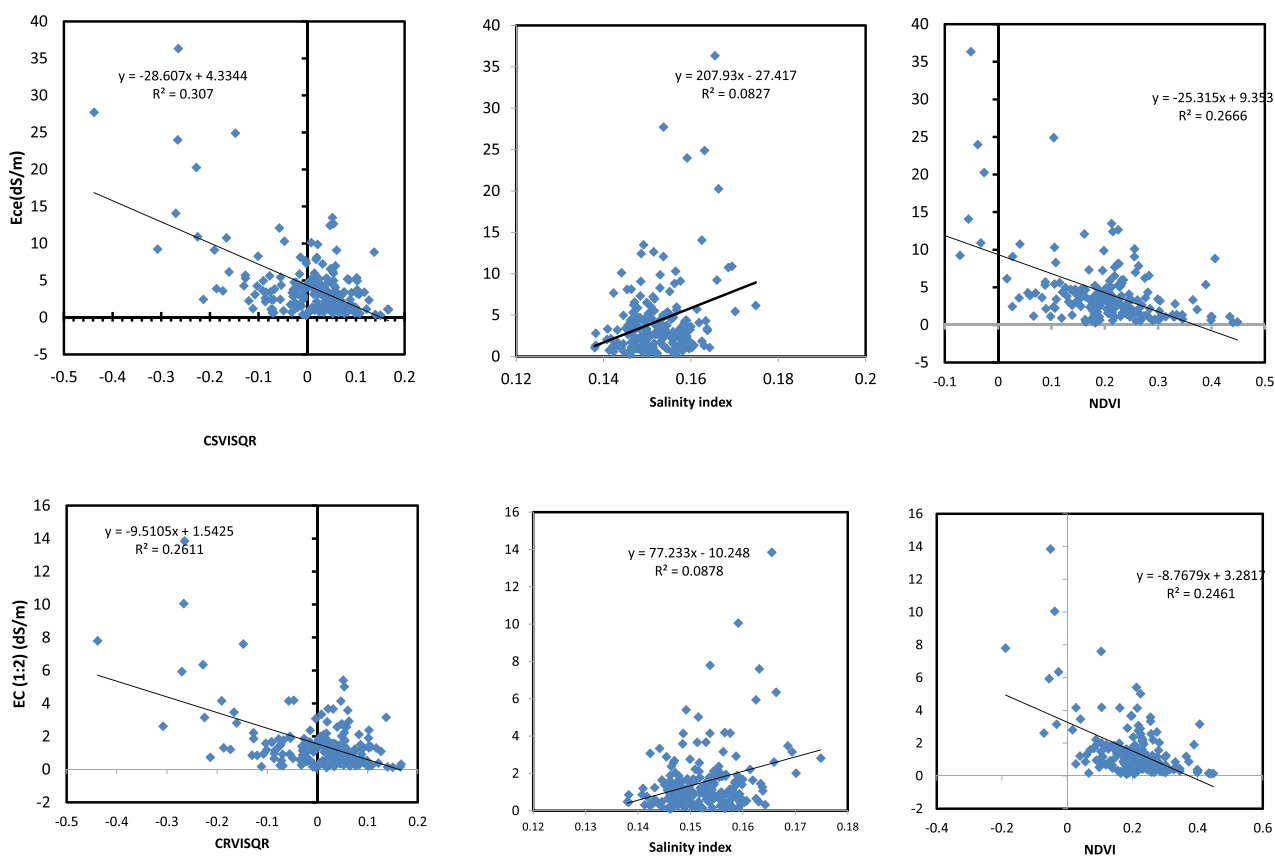 40
35
30
25
20
15
10
5
0
-5
Ece(dS/m)
y = -28.607x + 4.3344
R² = 0.307
-0.5 -0.4 -0.3 -0.2 -0.1 0 0.1 0.2
CSVISQR
40
35
30
25
20
15
10
5
0
y = 207.93x - 27.417
R² = 0.0827
0.12 0.14 0.16 0.18 0.2
Salinity index
40
35
30
25
20
15
10
5
0
-5
y = -25.315x + 9.353
R² = 0.2666
-0.1 0 0.1 0.2 0.3 0.4 0.5
NDVI
16
14
12
10
8
6
4
2
0
-2
EC (1:2) (dS/m)
y = -9.5105x + 1.5425
R² = 0.2611
-0.5 -0.4 -0.3 -0.2 -0.1 0 0.1 0.2
CRVISQR
16
14
12
10
8
6
4
2
0
y = 77.233x - 10.248
R² = 0.0878
0.12 0.13 0.14 0.15 0.16 0.17 0.18
Salinity index
16
14
12
10
8
6
4
2
0
-2
y = -8.7679x + 3.2817
R² = 0.2461
-0.4 -0.2 0 0.2 0.4 0.6
NDVI